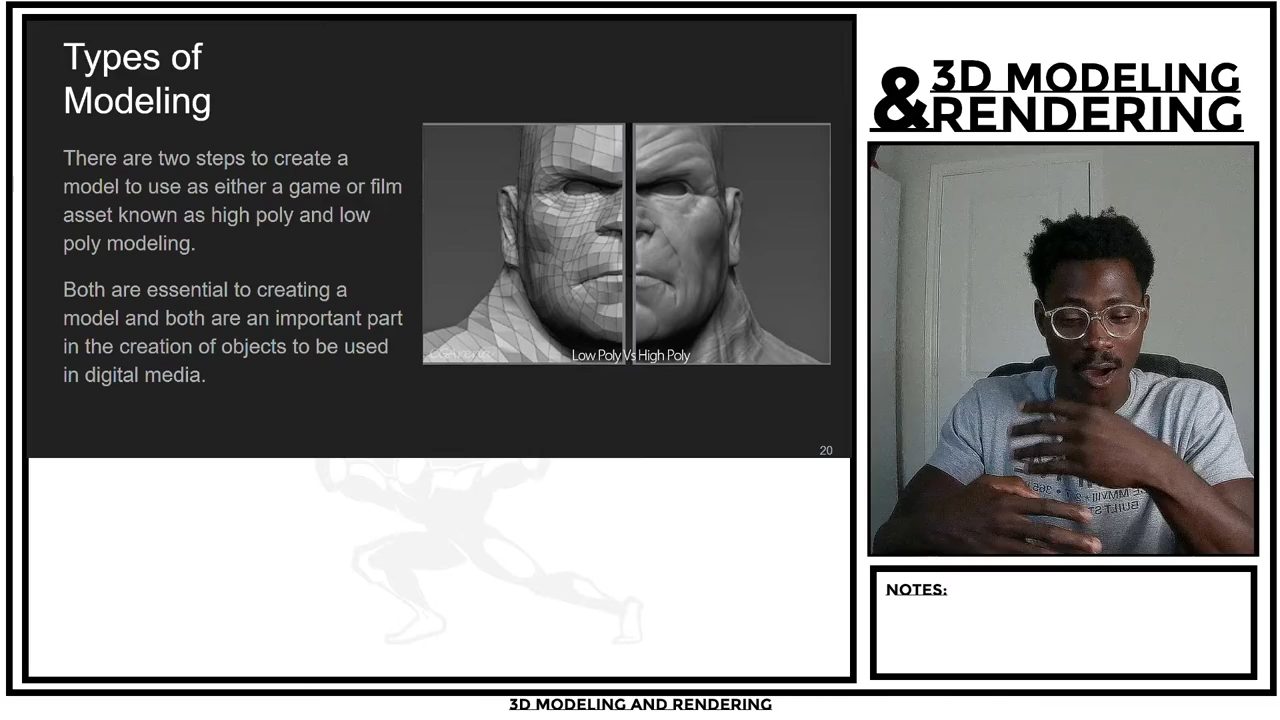 Types of
Modeling
There are two steps to create a
model to use as either a game or film
asset known as high poly and low
poly modeling.
Both are essential to creating a
model and both are an important part
in the creation of objects to be used
in digital media.
Low Poly Vs High Poly
20
& 3D MODELING
RENDERING
NOTES:
3D MODELING AND RENDERING